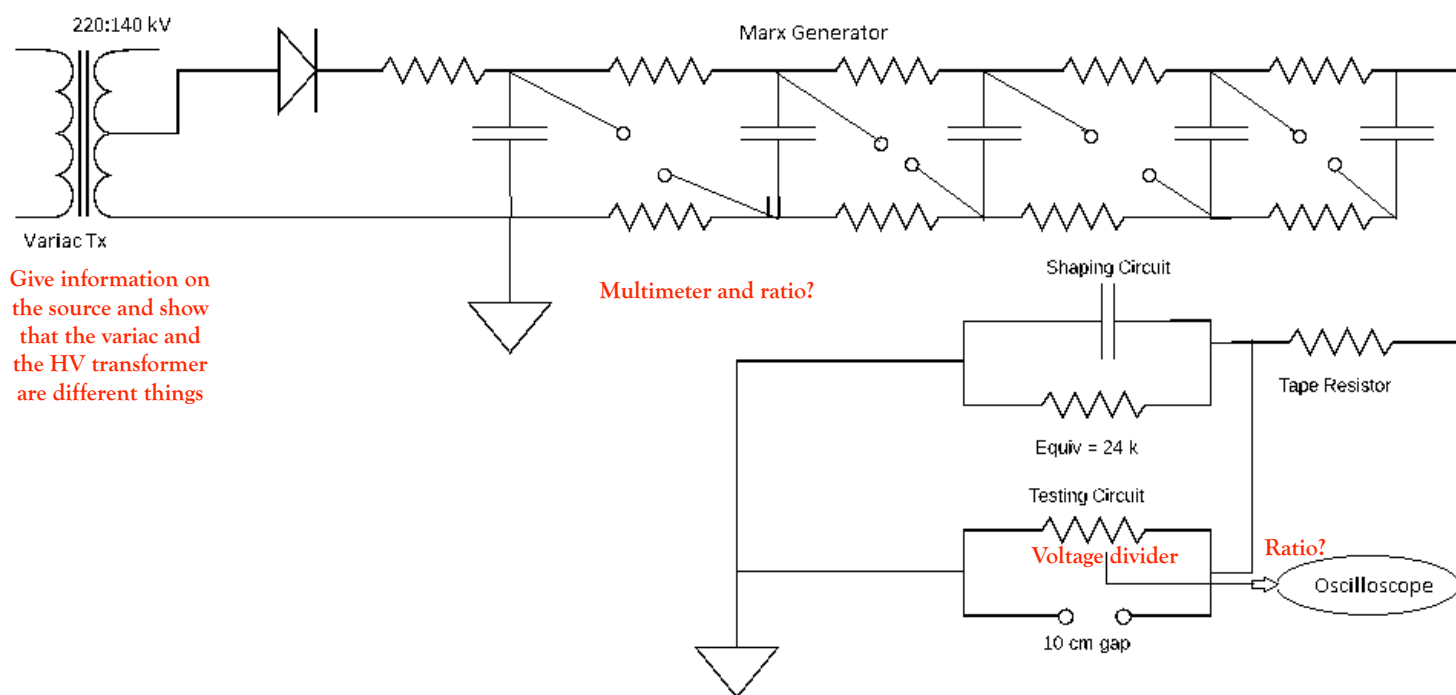 220:140 kV
Marx Generator
Variac Tx
Give information on
the source and show
that the variac and
the HV transformer
are different things
Multimeter and ratio?
Shaping Circuit
Tape Resistor
Equiv = 24 k
Testing Circuit
Voltage divider
Ratio?
Oscilloscope
10 cm gap